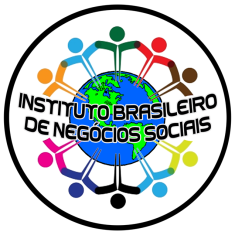 INSTITUTO BRASILEIRO
DE NEGÓCIOS SOCIAIS